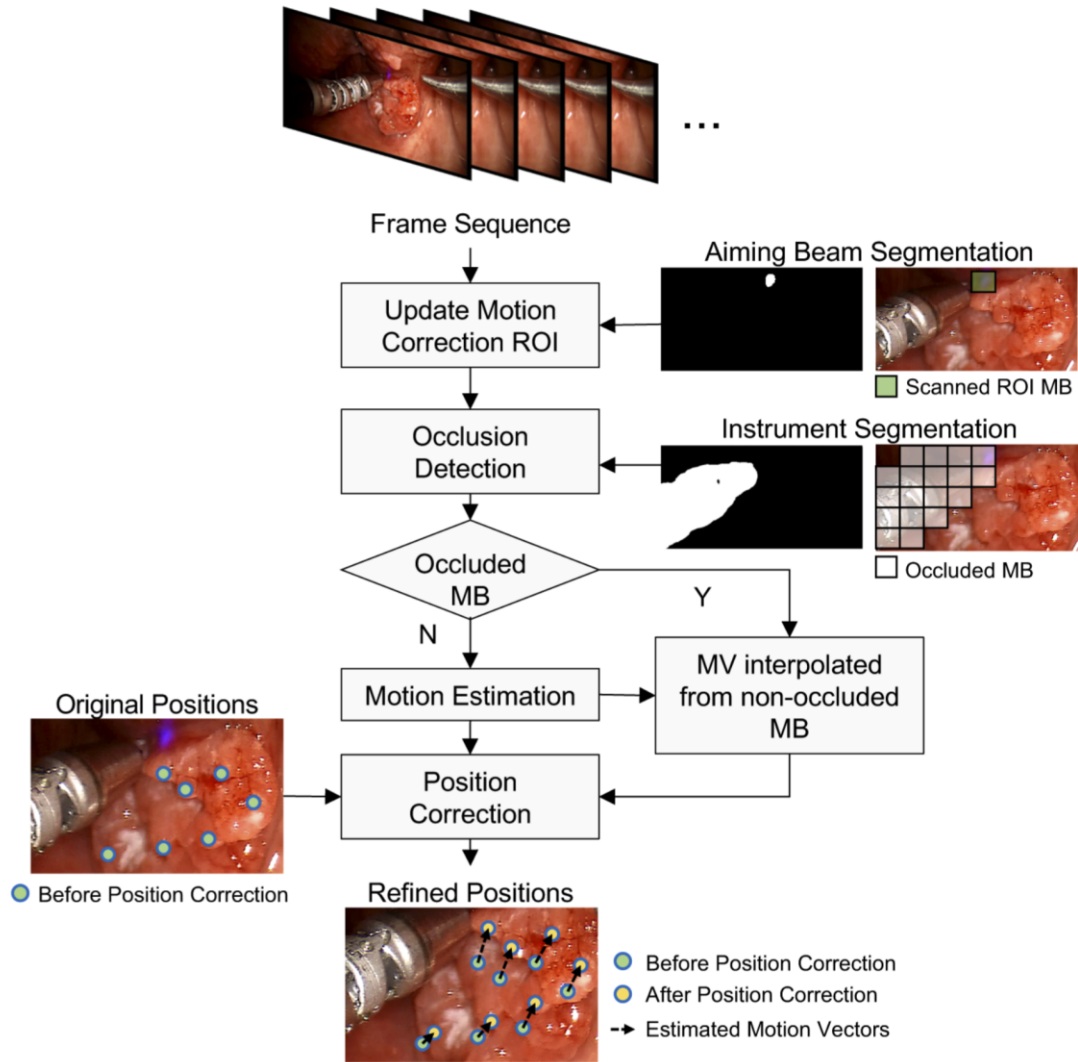 ...
Frame Sequence
Aiming Beam Segmentation
Update Motion
Correction ROI
Scanned ROI MB
Instrument Segmentation
Occlusion
Detection
Occluded MB
Occluded
MB
Y
N
MV interpolated
from non-occluded
MB
Motion Estimation
Original Positions
Position
Correction
Before Position Correction
Refined Positions
Before Position Correction
After Position Correction
Estimated Motion Vectors